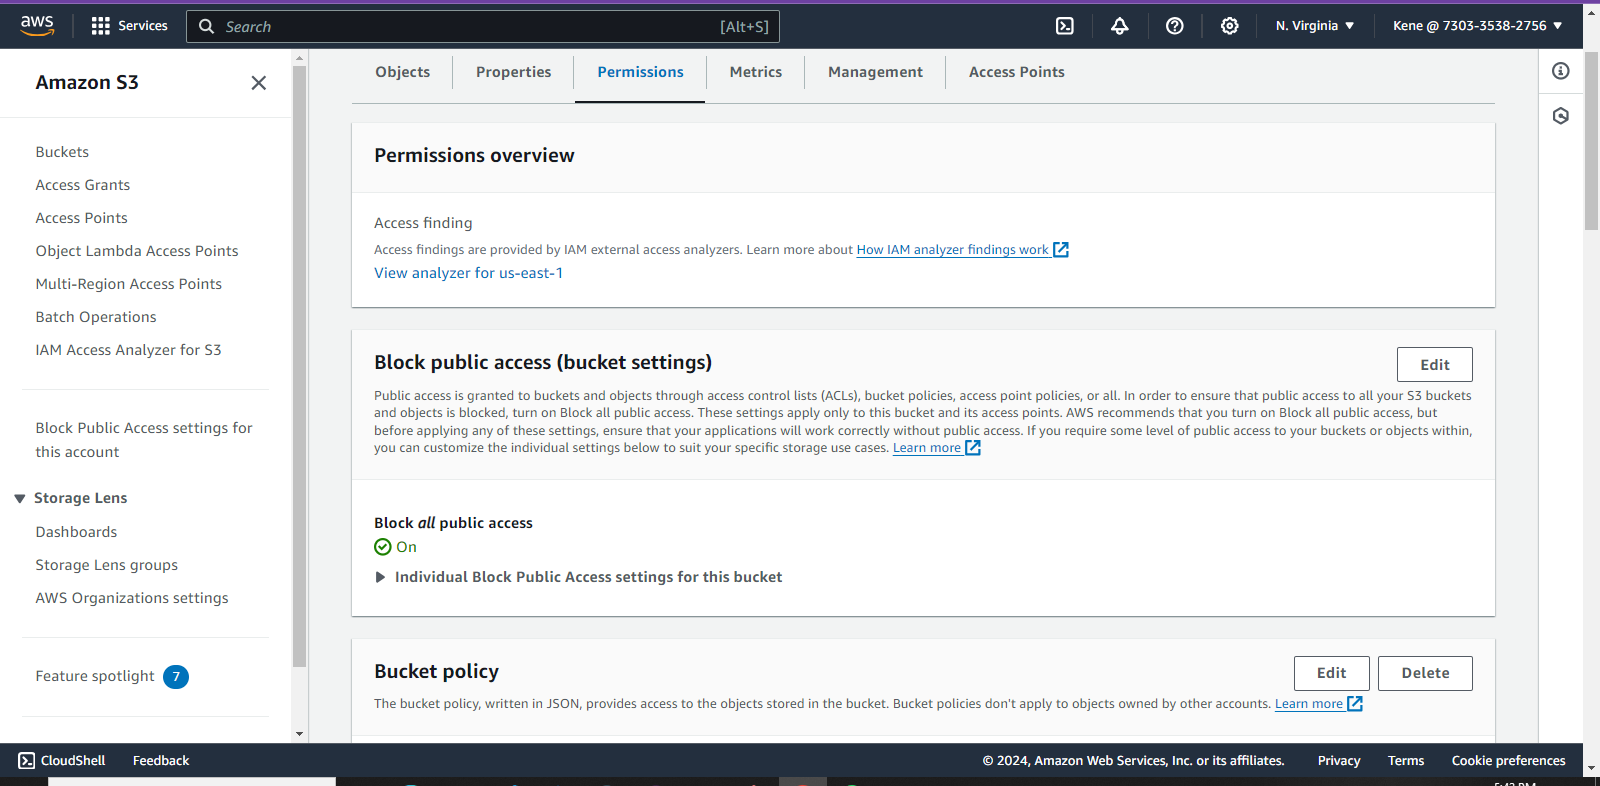 aws
Services
Search
[Alt+S]
N. Virginia
Kene @ 7303-3538-2756
Amazon S3
Buckets
Access Grants
Access Points
Object Lambda Access Points
Multi-Region Access Points
Batch Operations
IAM Access Analyzer for S3
Block Public Access settings for
this account
Storage Lens
Dashboards
Storage Lens groups
AWS Organizations settings
Feature spotlight 7
Objects
Properties
Permissions
Metrics
Management
Access Points
Permissions overview
Access finding
Access findings are provided by IAM external access analyzers. Learn more about How IAM analyzer findings work
View analyzer for us-east-1
Block public access (bucket settings)
Edit
Public access is granted to buckets and objects through access control lists (ACLs), bucket policies, access point policies, or all. In order to ensure that public access to all your S3 buckets
and objects is blocked, turn on Block all public access. These settings apply only to this bucket and its access points. AWS recommends that you turn on Block all public access, but
before applying any of these settings, ensure that your applications will work correctly without public access. If you require some level of public access to your buckets or objects within,
you can customize the individual settings below to suit your specific storage use cases. Learn more
Block all public access
On
Individual Block Public Access settings for this bucket
Bucket policy
Edit
Delete
The bucket policy, written in JSON, provides access to the objects stored in the bucket. Bucket policies don't apply to objects owned by other accounts. Learn more
CloudShell
Feedback
© 2024, Amazon Web Services, Inc. or its affiliates.
Privacy
Terms
Cookie preferences